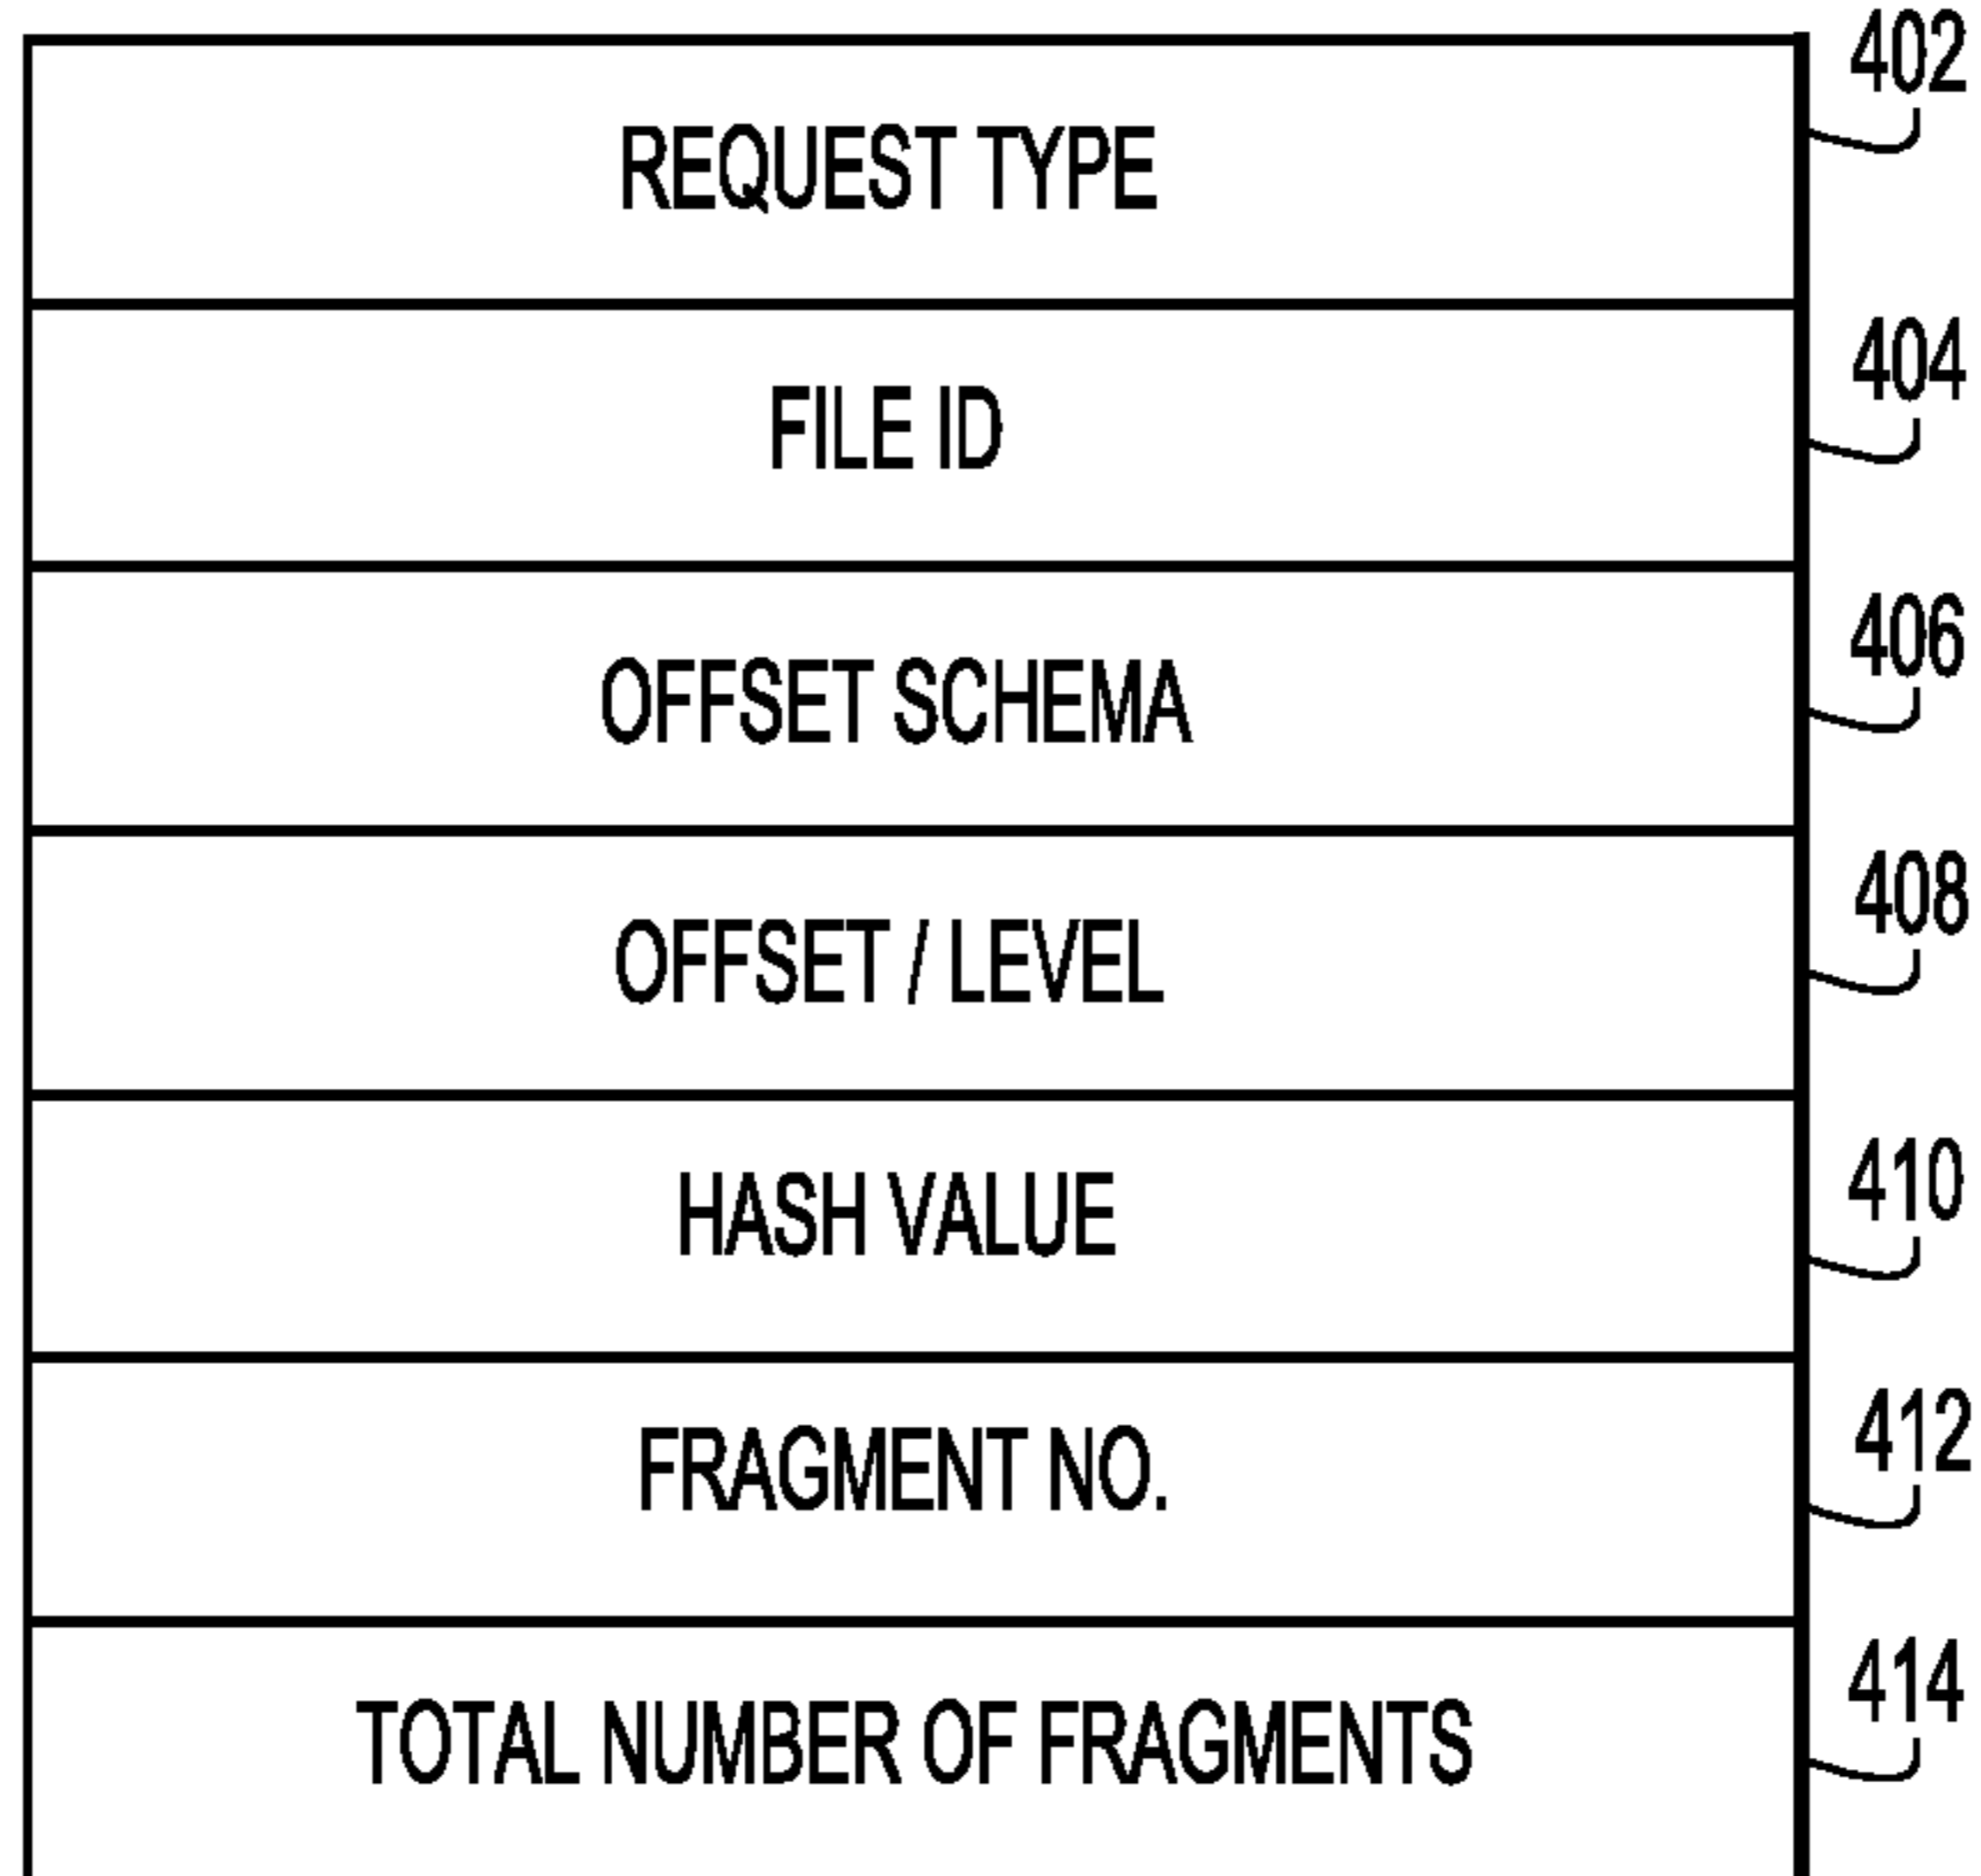 402
REQUEST TYPE
404
FILE ID
406
OFFSET SCHEMA
408
OFFSET / LEVEL
410
HASH VALUE
412
FRAGMENT NO.
414
TOTAL NUMBER OF FRAGMENTS